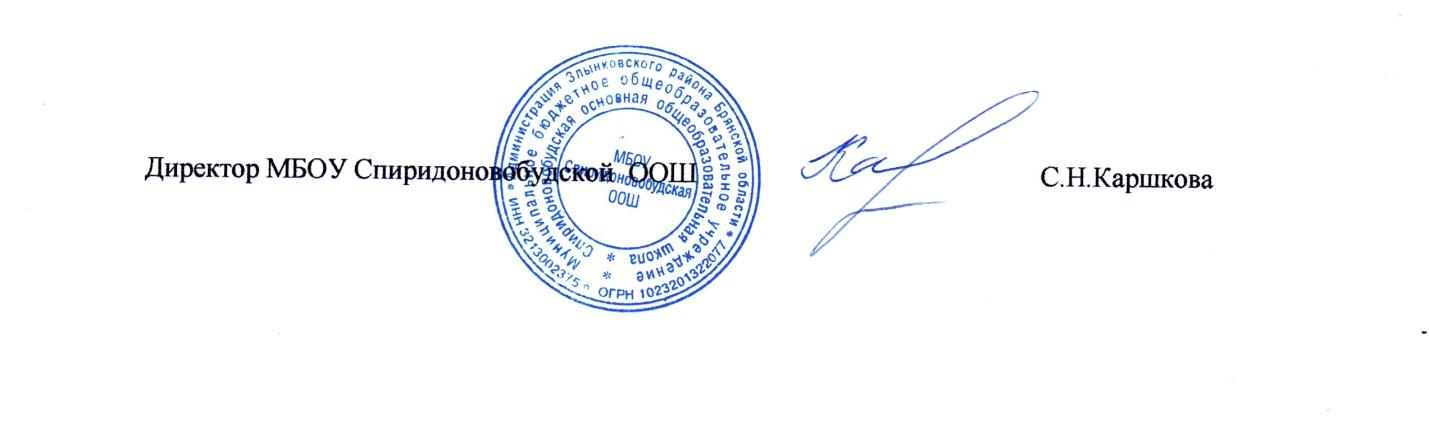 Директор МБОУ Спиридоновобудской ООШ
С.Н.Каршкова
* Администрация Злынковского района Брянской области *
ОГРН 1023201322077 * ИНН 3213002375 *
Муниципальное бюджетное общеобразовательное учреждение *
Спиридоновобудская основная общеобразовательная школа *
МБОУ
Спиридоновобудская
ООШ
Ка